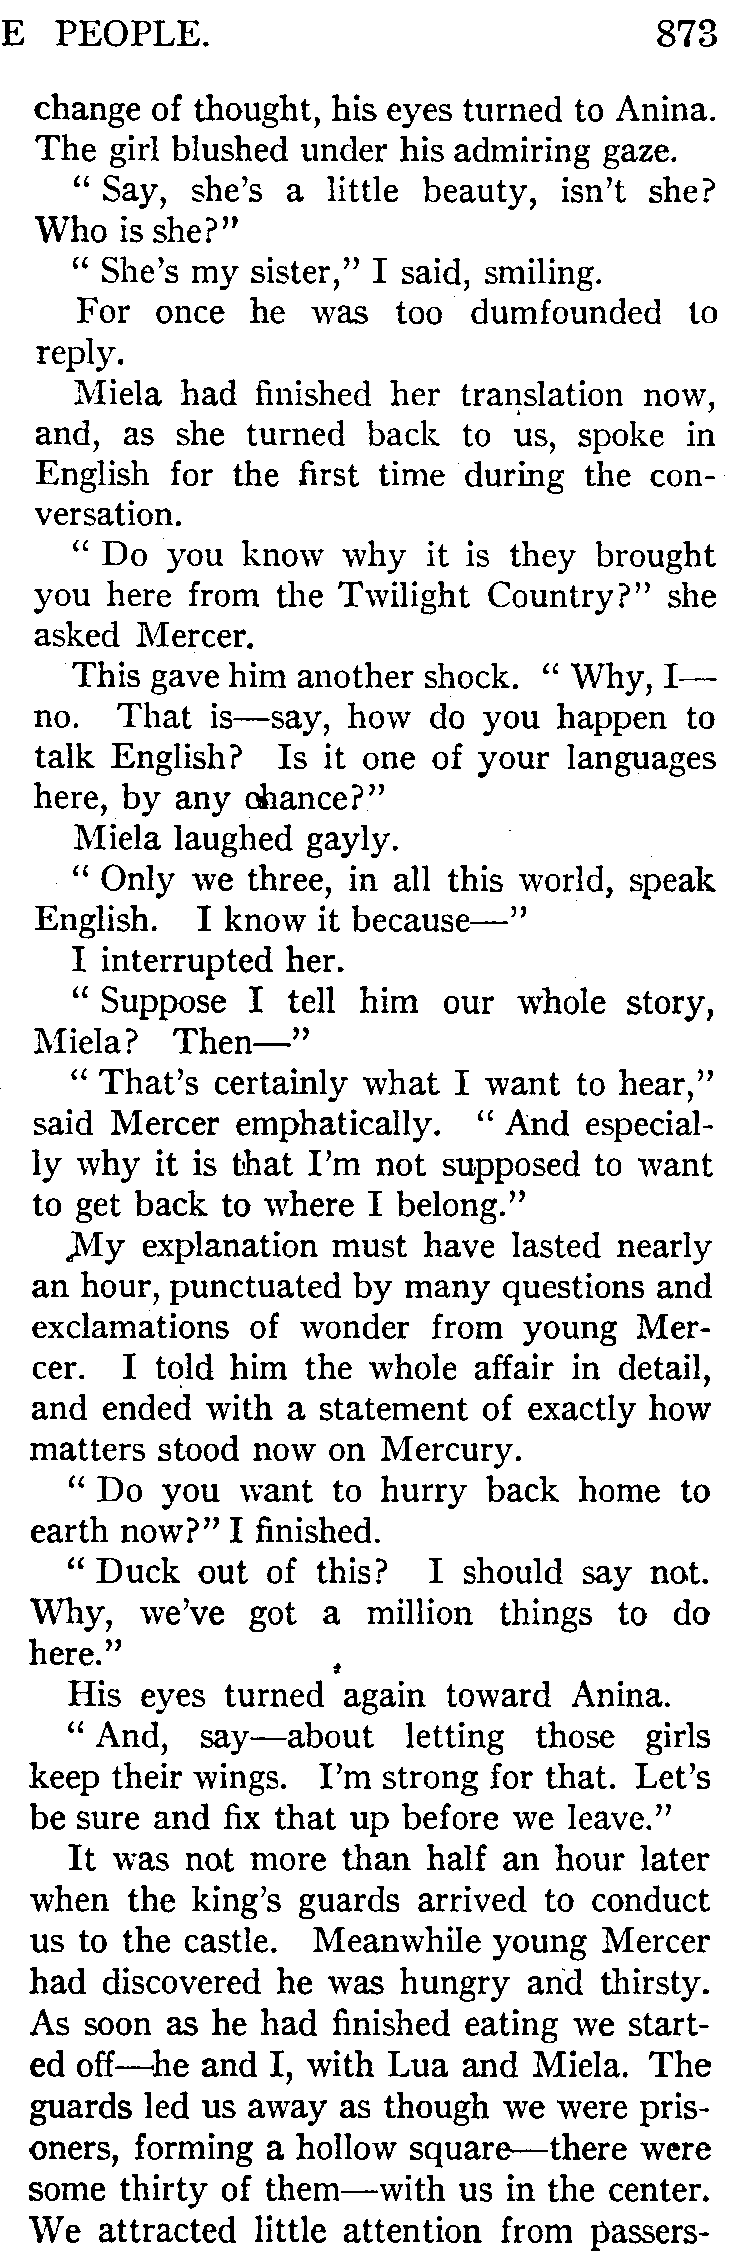 E PEOPLE. 873
change of thought, his eyes turned to Anina.
The girl blushed under his admiring gaze.
“ Say, she's a little beauty, isn't she?
Who is she?”
“ She's my sister,” I said, smiling.
For once he was too dumfounded to
reply.
Miela had finished her translation now,
and, as she turned back to us, spoke in
English for the first time during the con-
versation.
“ Do you know why it is they brought
you here from the Twilight Country?” she
asked Mercer.
This gave him another shock. “ Why, I—
no. That is—say, how do you happen to
talk English? Is it one of your languages
here, by any chance?”
Miela laughed gayly.
“ Only we three, in all this world, speak
English. I know it because—”
I interrupted her.
“ Suppose I tell him our whole story,
Miela? Then—”
“ That's certainly what I want to hear,”
said Mercer emphatically. “ And especial-
ly why it is that I'm not supposed to want
to get back to where I belong.”
My explanation must have lasted nearly
an hour, punctuated by many questions and
exclamations of wonder from young Mer-
cer. I told him the whole affair in detail,
and ended with a statement of exactly how
matters stood now on Mercury.
“ Do you want to hurry back home to
earth now?” I finished.
“ Duck out of this? I should say not.
Why, we've got a million things to do
here.”
His eyes turned again toward Anina.
“ And, say—about letting those girls
keep their wings. I'm strong for that. Let's
be sure and fix that up before we leave.”
It was not more than half an hour later
when the king's guards arrived to conduct
us to the castle. Meanwhile young Mercer
had discovered he was hungry and thirsty.
As soon as he had finished eating we start-
ed off—he and I, with Lua and Miela. The
guards led us away as though we were pris-
oners, forming a hollow square—there were
some thirty of them—with us in the center.
We attracted little attention from passers-